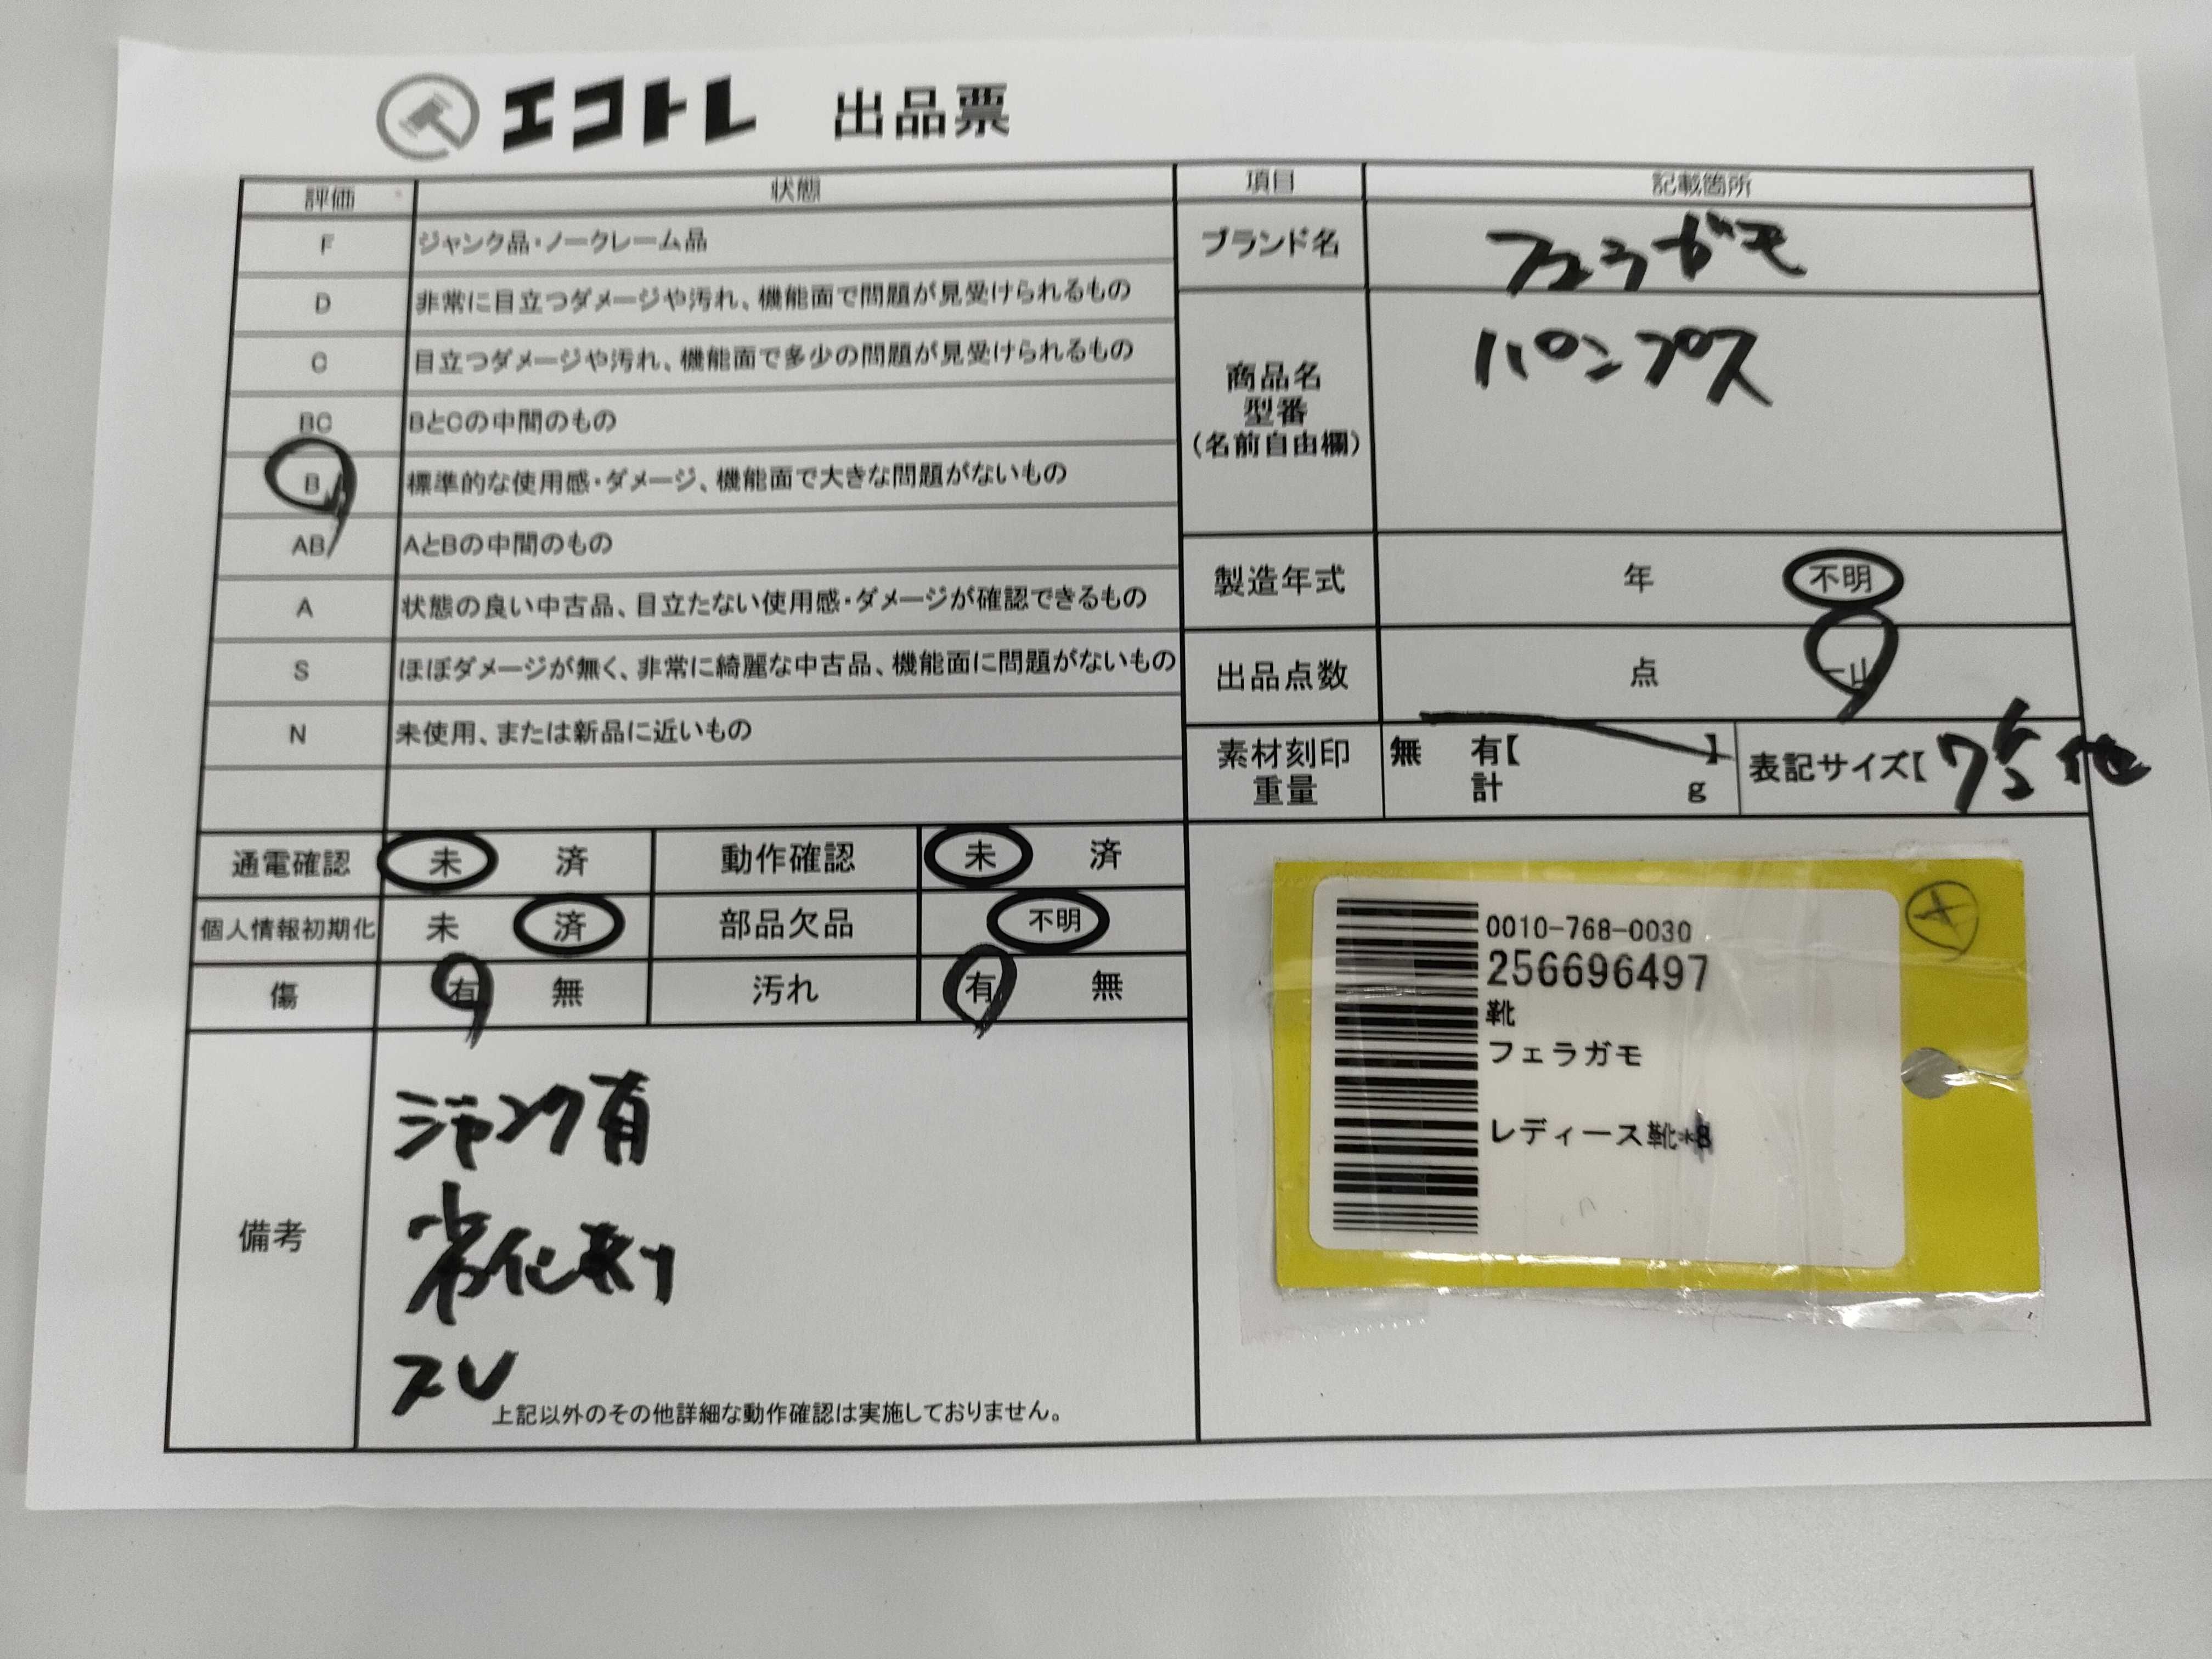 エコトレ 出品票
評価 状態
F ジャンク品・ノークレーム品
D 非常に目立つダメージや汚れ、機能面で問題が見受けられるもの
C 目立つダメージや汚れ、機能面で多少の問題が見受けられるもの
BC BとCの中間のもの
B 標準的な使用感・ダメージ、機能面で大きな問題がないもの
AB AとBの中間のもの
A 状態の良い中古品、目立たない使用感・ダメージが確認できるもの
S ほぼダメージが無く、非常に綺麗な中古品、機能面に問題がないもの
N 未使用、または新品に近いもの
通電確認 未 済 動作確認 未 済
個人情報初期化 未 済 部品欠品 不明
傷 有 無 汚れ 有 無
備考
ジャンク有
劣化
スレ
上記以外のその他詳細な動作確認は実施しておりません。
項目 記載箇所
ブランド名 フェラガモ
商品名
型番
(名前自由欄)
パンプス
製造年式 年 不明
出品点数 点 一山
素材刻印 無 有【 】
重量 計 g
表記サイズ【 7 1/2 他
0010-768-0030
256696497
靴
フェラガモ
レディース靴*8